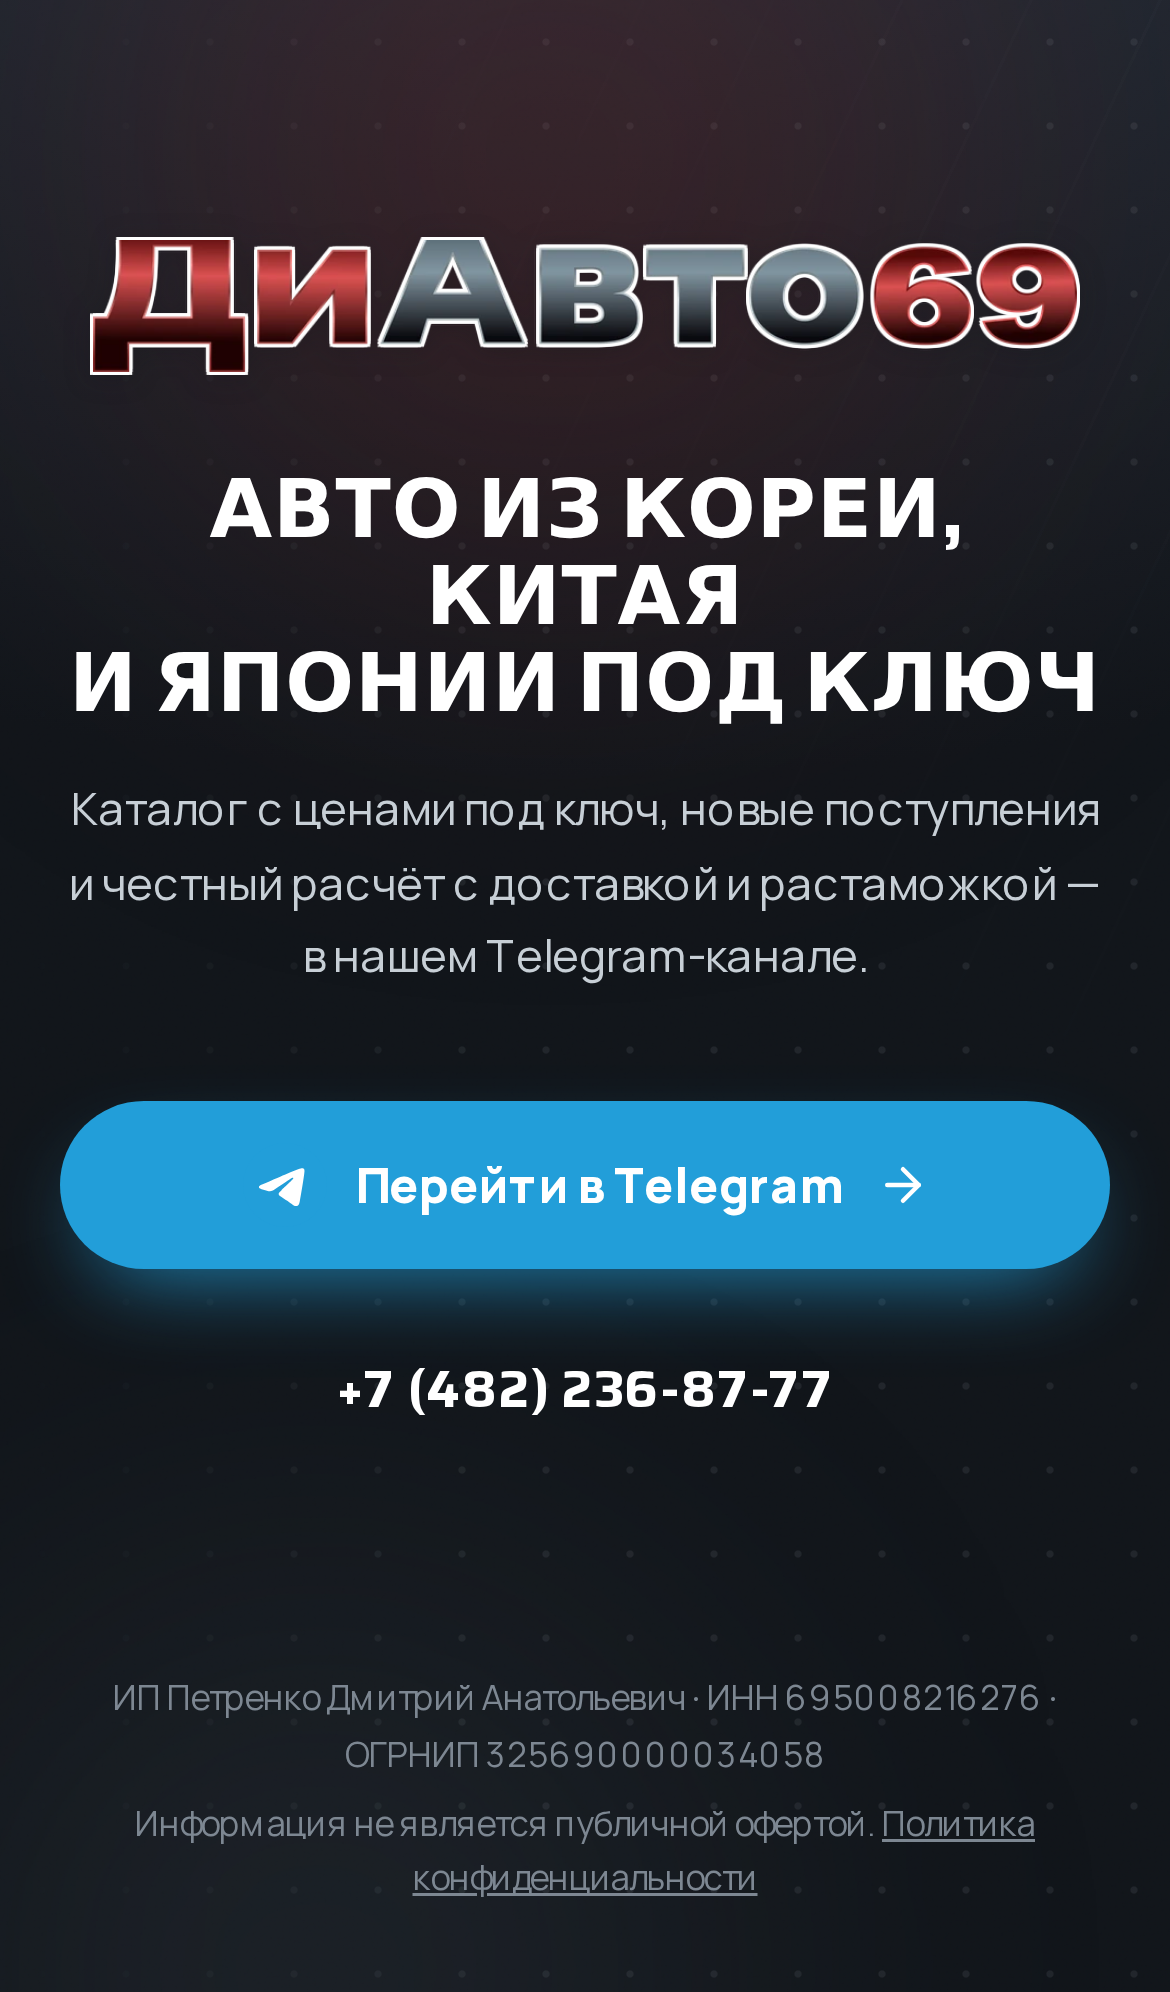 ДиАвто69
АВТО ИЗ КОРЕИ,
КИТАЯ
И ЯПОНИИ ПОД КЛЮЧ
Каталог с ценами под ключ, новые поступления
и честный расчёт с доставкой и растаможкой —
в нашем Telegram-канале.
Перейти в Telegram →
+7 (482) 236-87-77
ИП Петренко Дмитрий Анатольевич · ИНН 695008216276 ·
ОГРНИП 325690000034058
Информация не является публичной офертой. Политика
конфиденциальности